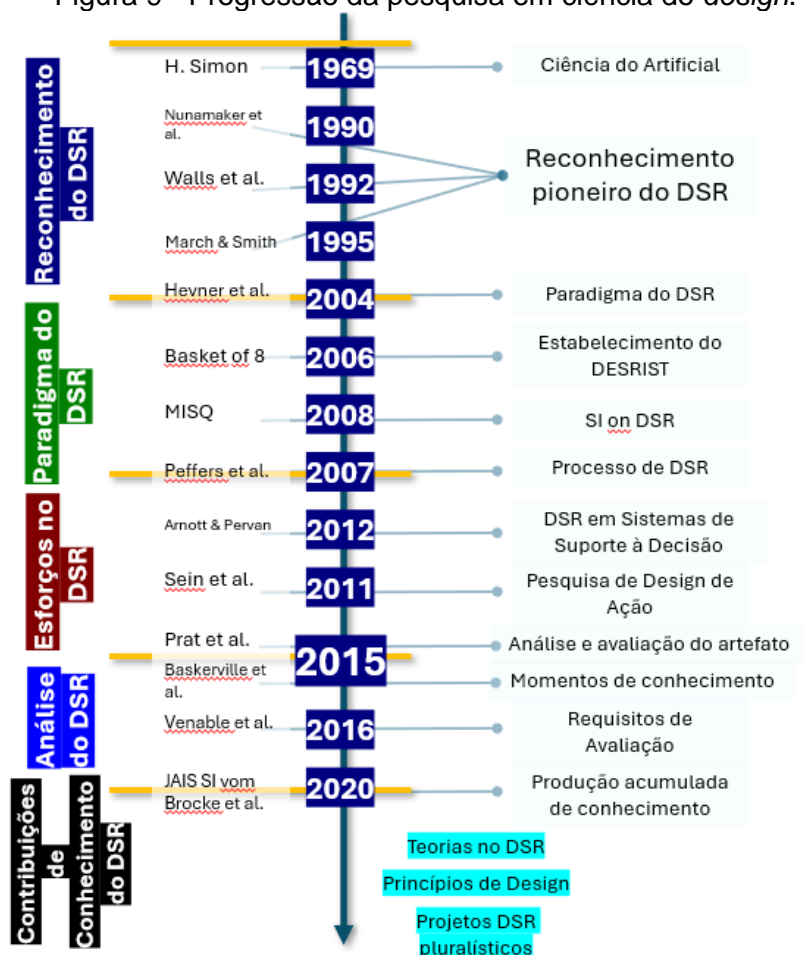 Figura 9 - Progressão da pesquisa em ciência do design.
Reconhecimento
do DSR
H. Simon
1969
Ciência do Artificial
Nunamaker et
al.
1990
Reconhecimento
pioneiro do DSR
Walls et al.
1992
March & Smith
1995
Paradigma do
DSR
Hevner et al.
2004
Paradigma do DSR
Basket of 8
2006
Estabelecimento do
DESRIST
MISQ
2008
SI on DSR
Peffers et al.
2007
Processo de DSR
Esforços no
DSR
Arnott & Pervan
2012
DSR em Sistemas de
Suporte à Decisão
Sein et al.
2011
Pesquisa de Design de
Ação
Prat et al.
2015
Análise e avaliação do artefato
Baskerville et
al.
Momentos de conhecimento
Análise
do DSR
Venable et al.
2016
Requisitos de
Avaliação
Contribuições
de
Conhecimento
do DSR
JAIS SI vom
Brocke et al.
2020
Produção acumulada
de conhecimento
Teorias no DSR
Princípios de Design
Projetos DSR
pluralísticos